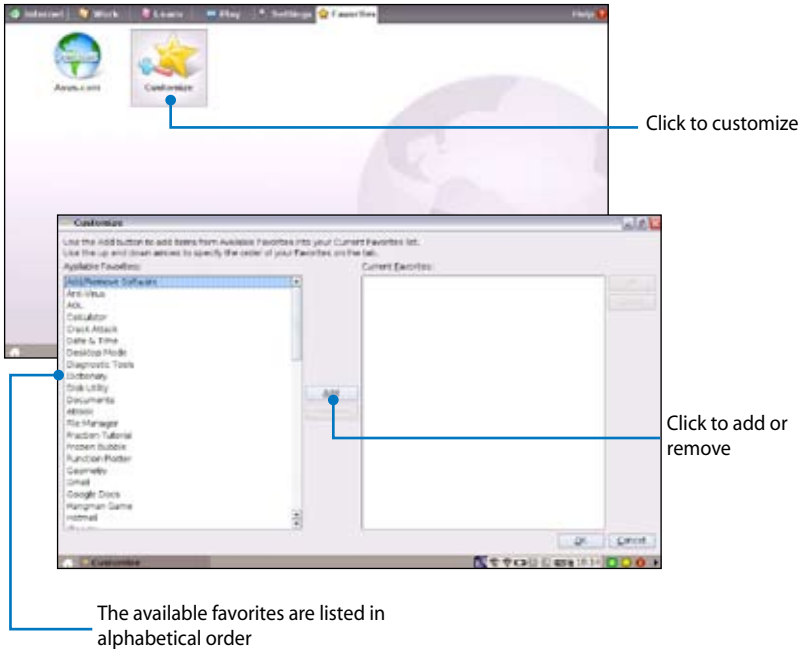 Internet Work Learn Play Settings Favorites Help
Asus.com Customize
Click to customize
Customize
Use the Add button to add items from Available Favorites into your Current Favorites list.
Use the up and down arrows to specify the order of your Favorites on the tab.
Available Favorites: Current Favorites:
Add/Remove Software
Anti-Virus
AOL
Calculator
Crack Attack
Date & Time
Desktop Mode
Diagnostic Tools
Dictionary
Disk Utility
Documents
eBook
File Manager
Fraction Tutorial
Frozen Bubble
Function Plotter
Geometry
Gmail
Google Docs
Hangman Game
Hotmail
Add
Click to add or
remove
OK Cancel
Customize
The available favorites are listed in
alphabetical order